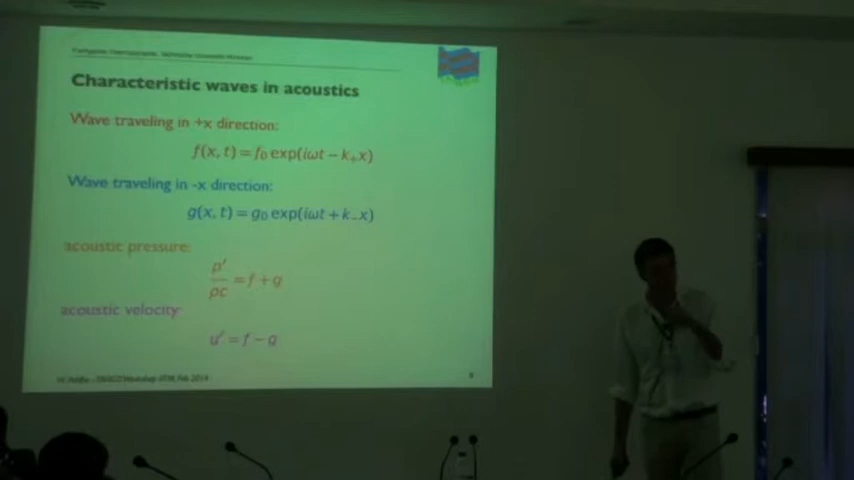 Characteristic waves in acoustics
Wave traveling in +x direction:
f(x, t) = f₀ exp(iωt − k₊x)
Wave traveling in -x direction:
g(x, t) = g₀ exp(iωt + k₋x)
acoustic pressure:
p′/ρc = f + g
acoustic velocity:
u′ = f − g